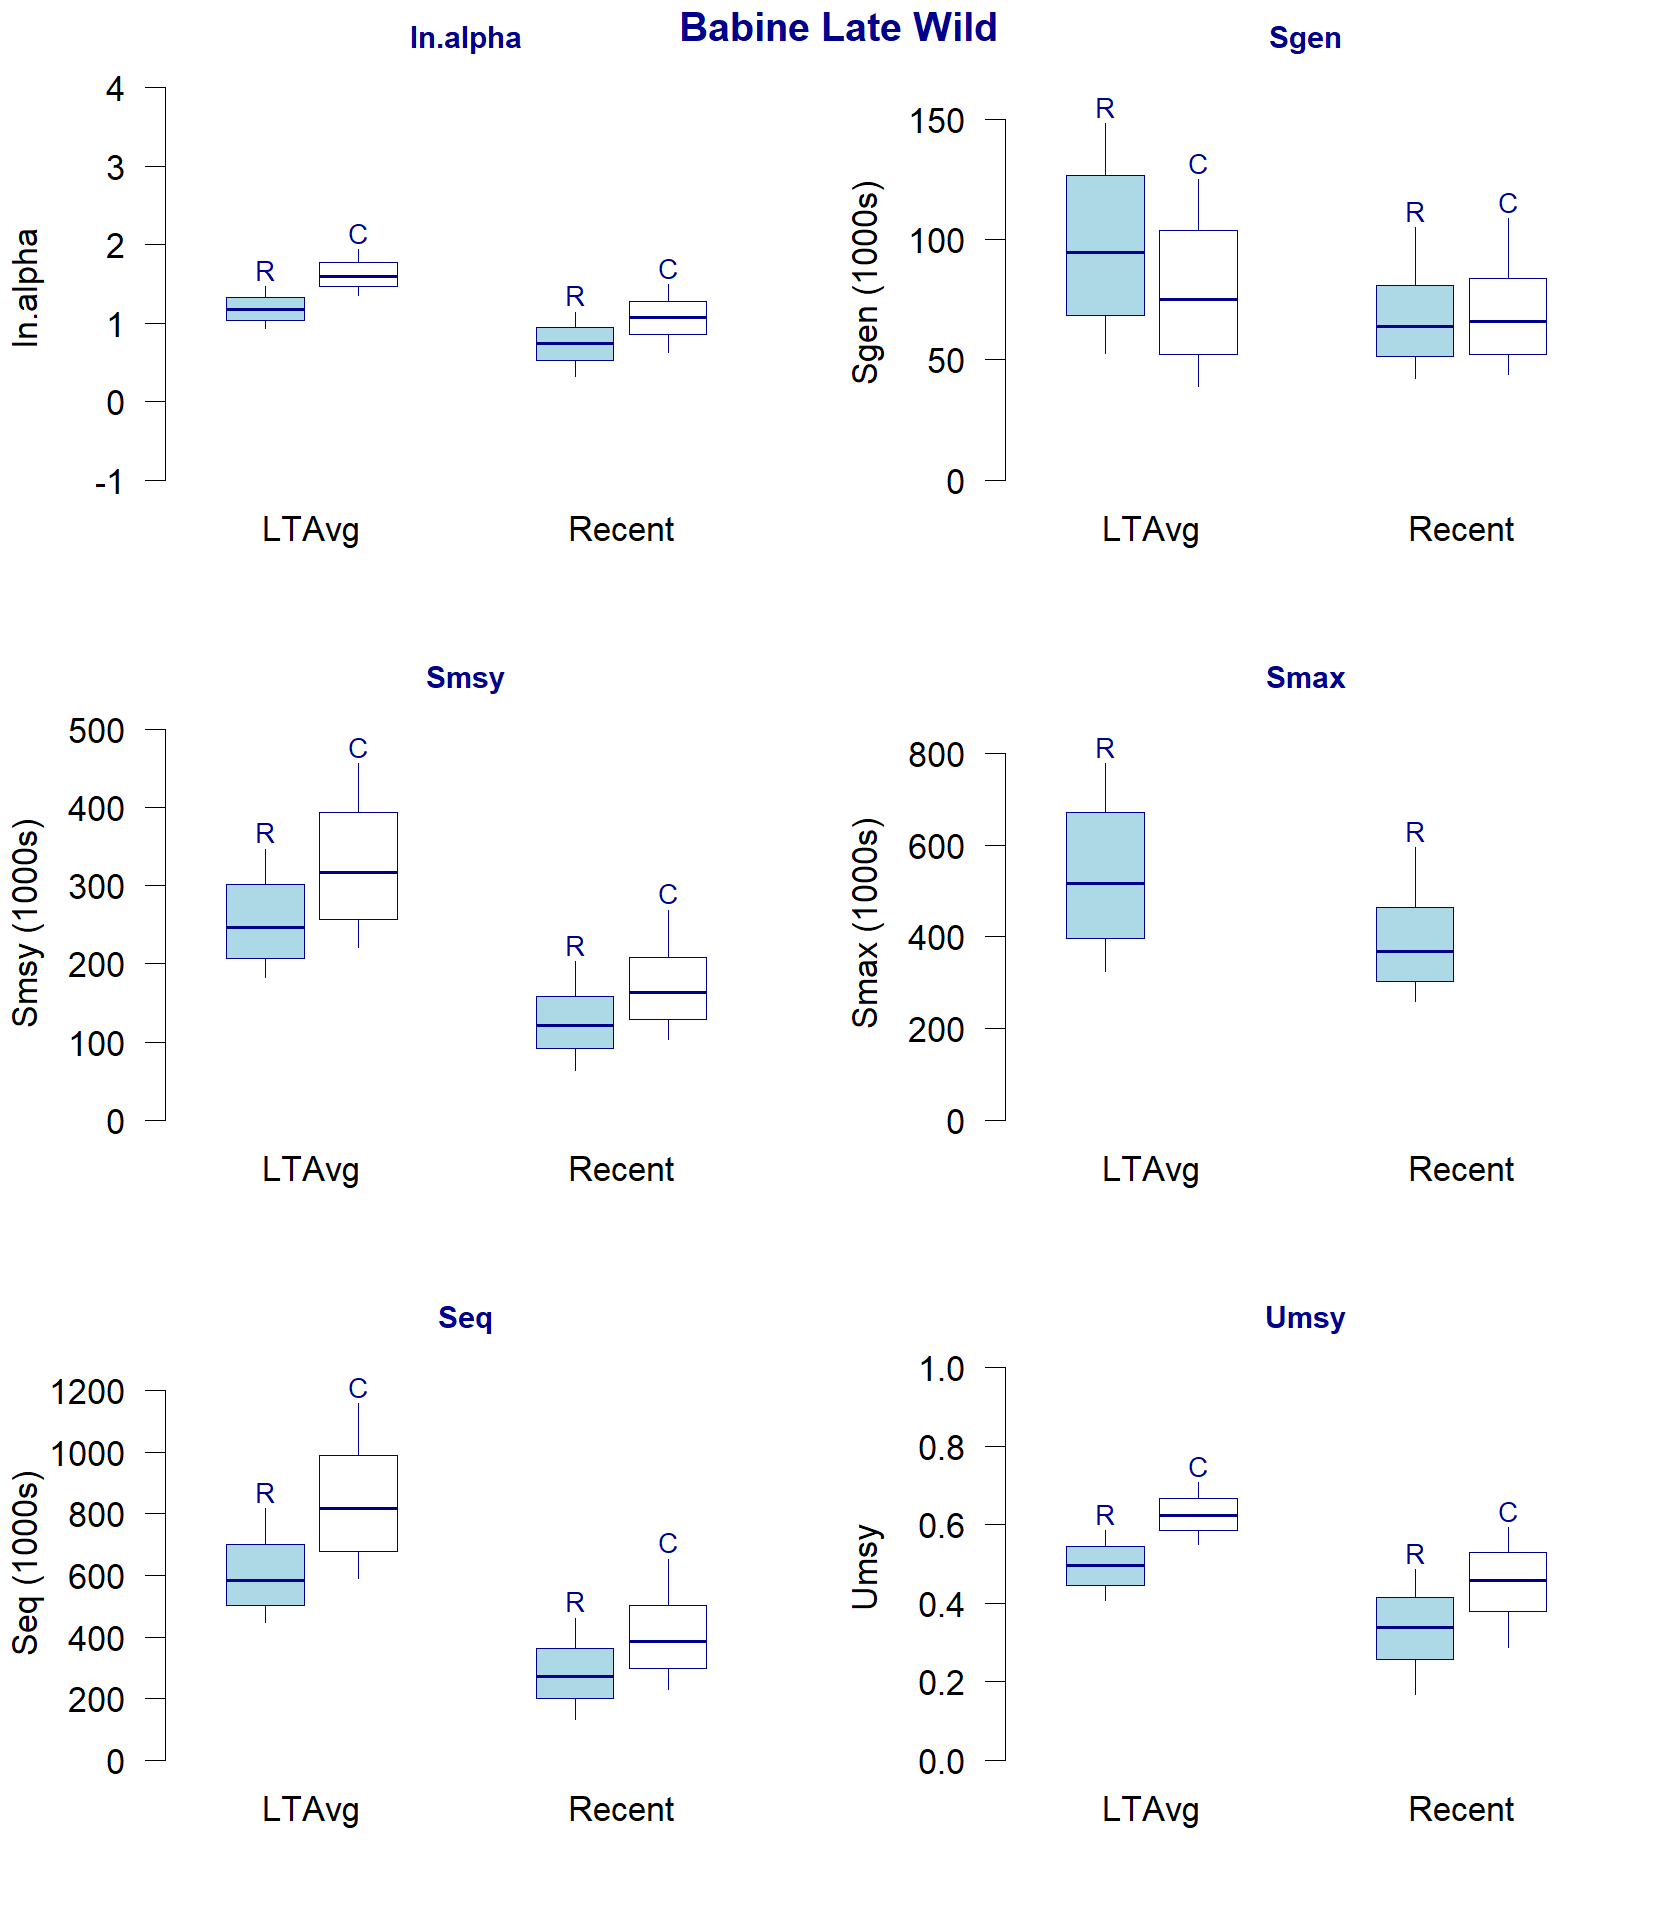 Babine Late Wild
ln.alpha
ln.alpha
4
3
2
1
0
-1
R
C
R
C
LTAvg
Recent
Sgen
Sgen (1000s)
150
100
50
0
R
C
R
C
LTAvg
Recent
Smsy
Smsy (1000s)
500
400
300
200
100
0
R
C
R
C
LTAvg
Recent
Smax
Smax (1000s)
800
600
400
200
0
R
R
LTAvg
Recent
Seq
Seq (1000s)
1200
1000
800
600
400
200
0
R
C
R
C
LTAvg
Recent
Umsy
Umsy
1.0
0.8
0.6
0.4
0.2
0.0
R
C
R
C
LTAvg
Recent